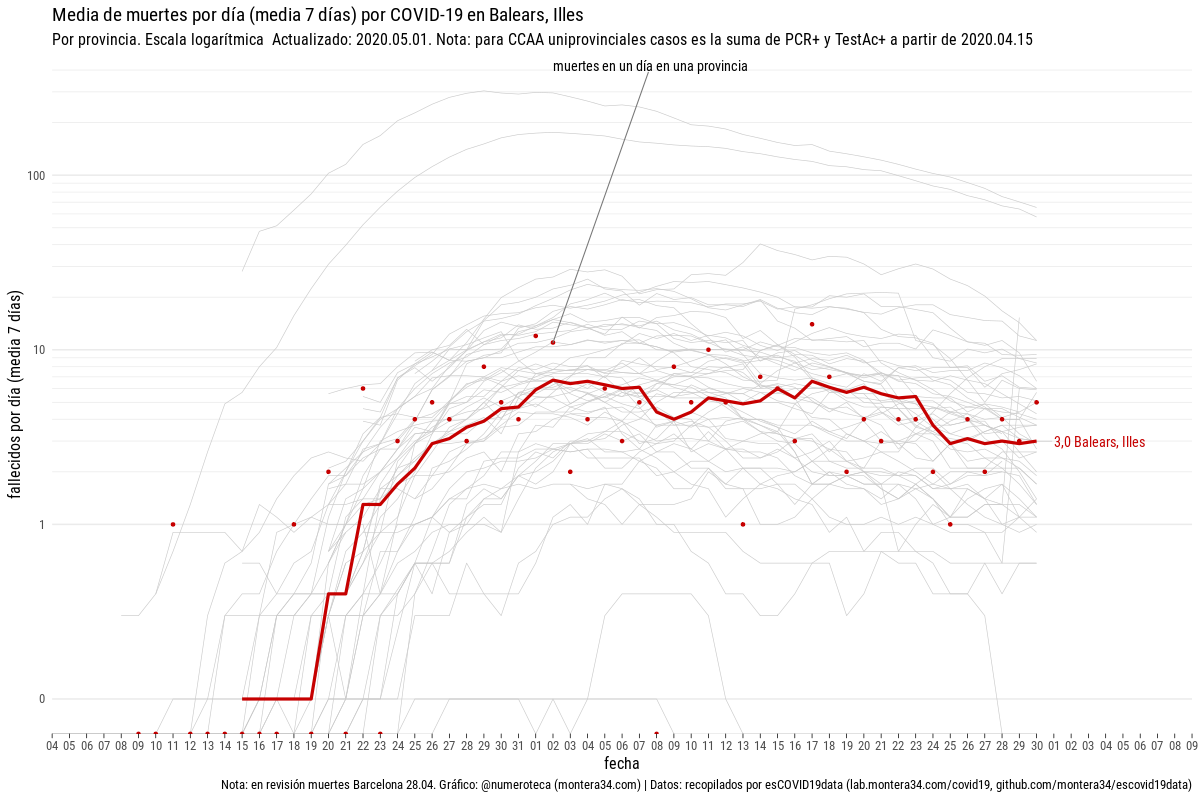 Media de muertes por día (media 7 días) por COVID-19 en Balears, Illes
Por provincia. Escala logarítmica  Actualizado: 2020.05.01. Nota: para CCAA uniprovinciales casos es la suma de PCR+ y TestAc+ a partir de 2020.04.15
muertes en un día en una provincia
fallecidos por día (media 7 días)
100
10
1
0
3,0 Balears, Illes
04 05 06 07 08 09 10 11 12 13 14 15 16 17 18 19 20 21 22 23 24 25 26 27 28 29 30 31 01 02 03 04 05 06 07 08 09 10 11 12 13 14 15 16 17 18 19 20 21 22 23 24 25 26 27 28 29 30 01 02 03 04 05 06 07 08 09
fecha
Nota: en revisión muertes Barcelona 28.04. Gráfico: @numeroteca (montera34.com) | Datos: recopilados por esCOVID19data (lab.montera34.com/covid19, github.com/montera34/escovid19data)